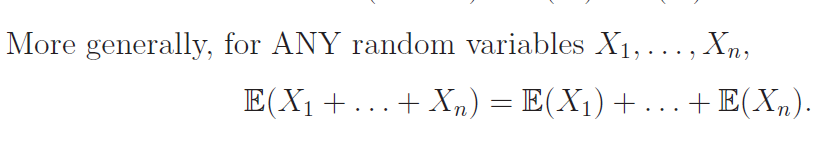 More generally, for ANY random variables X₁, . . . , Xₙ,
𝔼(X₁ + . . . + Xₙ) = 𝔼(X₁) + . . . + 𝔼(Xₙ).